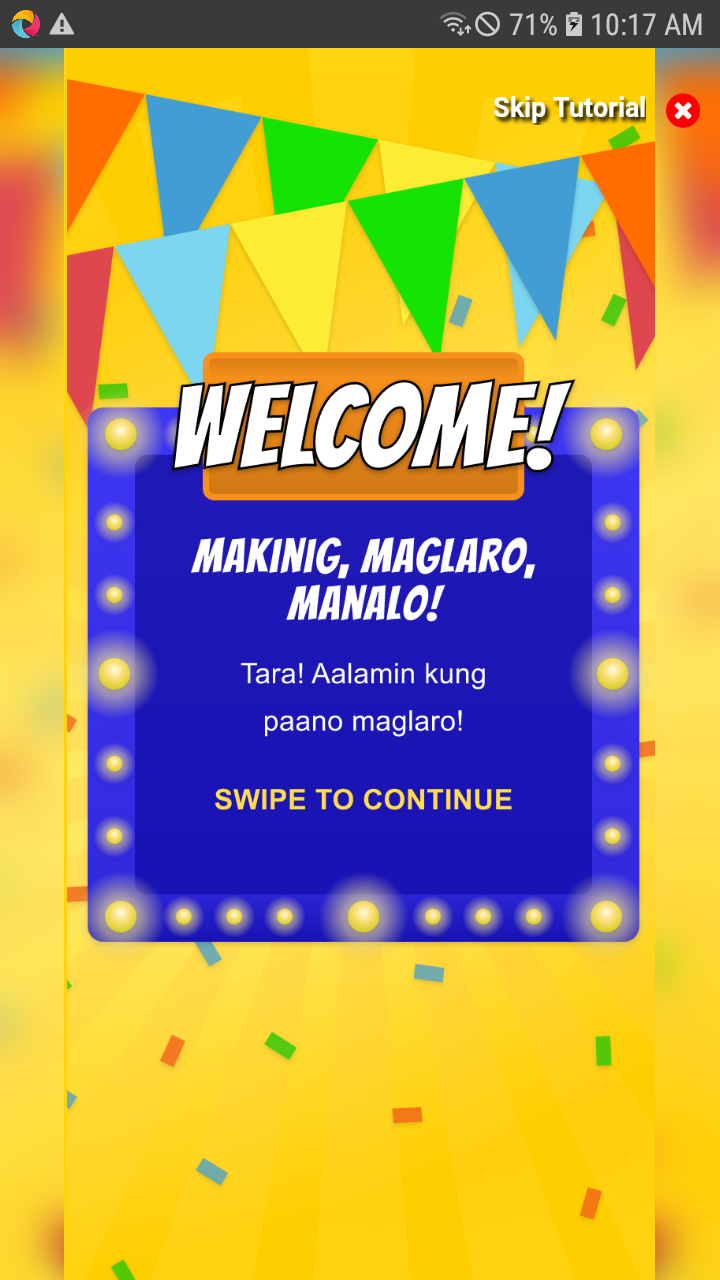 71% 10:17 AM
Skip Tutorial
WELCOME!
MAKINIG, MAGLARO,
MANALO!
Tara! Aalamin kung
paano maglaro!
SWIPE TO CONTINUE